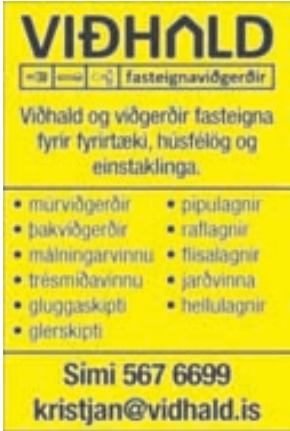 VIÐHALD
fasteignaviðgerðir
Viðhald og viðgerðir fasteigna
fyrir fyrirtæki, húsfélög og
einstaklinga.
• múrviðgerðir
• þakviðgerðir
• málningarvinnu
• trésmíðavinnu
• gluggaskipti
• glerskipti
• pípulagnir
• raflagnir
• flísalagnir
• jarðvinna
• hellulagnir
Sími 567 6699
kristjan@vidhald.is